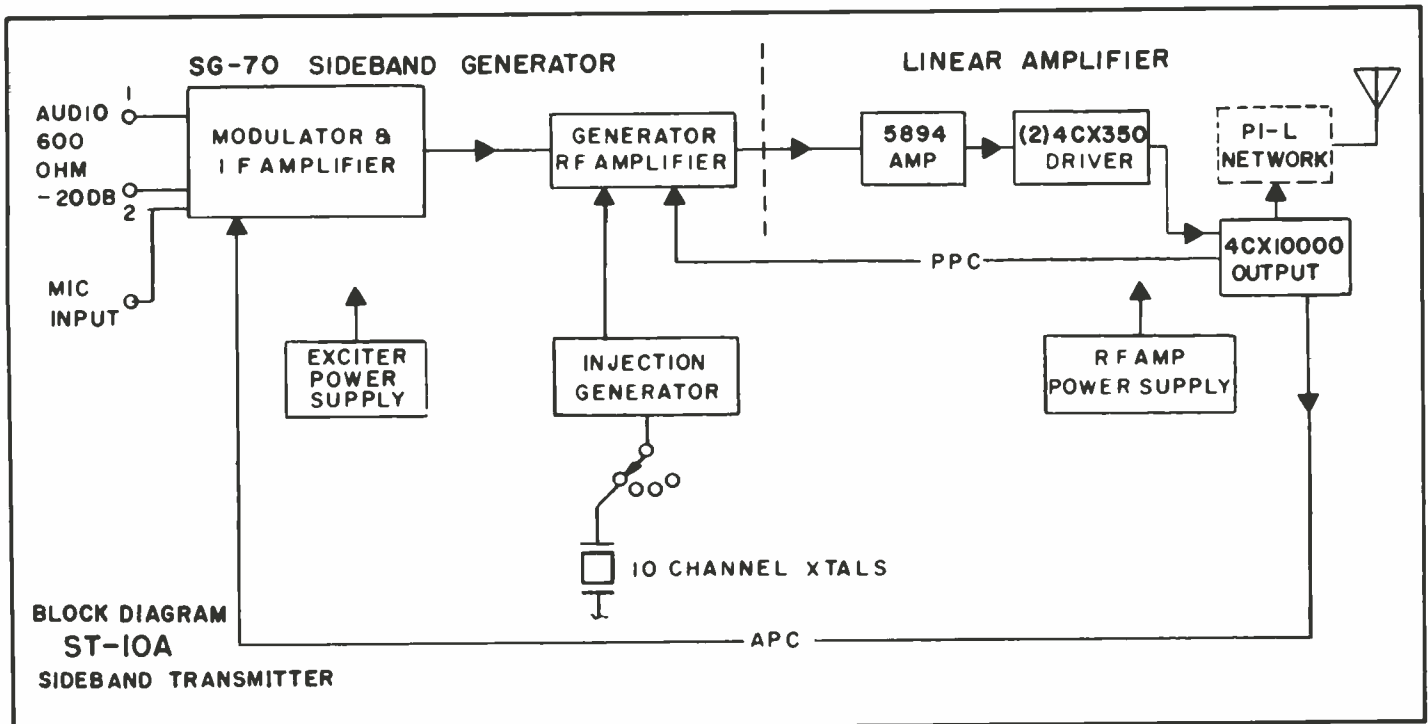 SG-70 SIDEBAND GENERATOR
LINEAR AMPLIFIER
AUDIO
600
OHM
-20DB
1
2
MIC
INPUT
MODULATOR &
IF AMPLIFIER
GENERATOR
RF AMPLIFIER
5894
AMP
(2)4CX350
DRIVER
PI-L
NETWORK
4CX10000
OUTPUT
PPC
EXCITER
POWER
SUPPLY
INJECTION
GENERATOR
RF AMP
POWER SUPPLY
10 CHANNEL XTALS
APC
BLOCK DIAGRAM
ST-10A
SIDEBAND TRANSMITTER